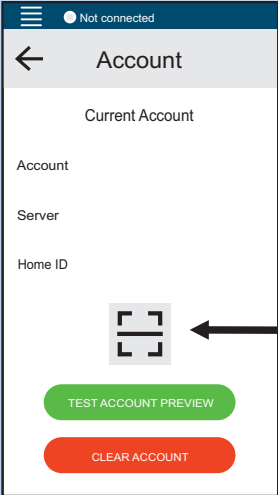 Not connected
Account
Current Account
Account
Server
Home ID
TEST ACCOUNT PREVIEW
CLEAR ACCOUNT